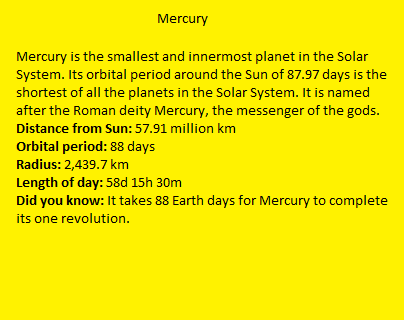 Mercury
Mercury is the smallest and innermost planet in the Solar
System. Its orbital period around the Sun of 87.97 days is the
shortest of all the planets in the Solar System. It is named
after the Roman deity Mercury, the messenger of the gods.
Distance from Sun: 57.91 million km
Orbital period: 88 days
Radius: 2,439.7 km
Length of day: 58d 15h 30m
Did you know: It takes 88 Earth days for Mercury to complete
its one revolution.